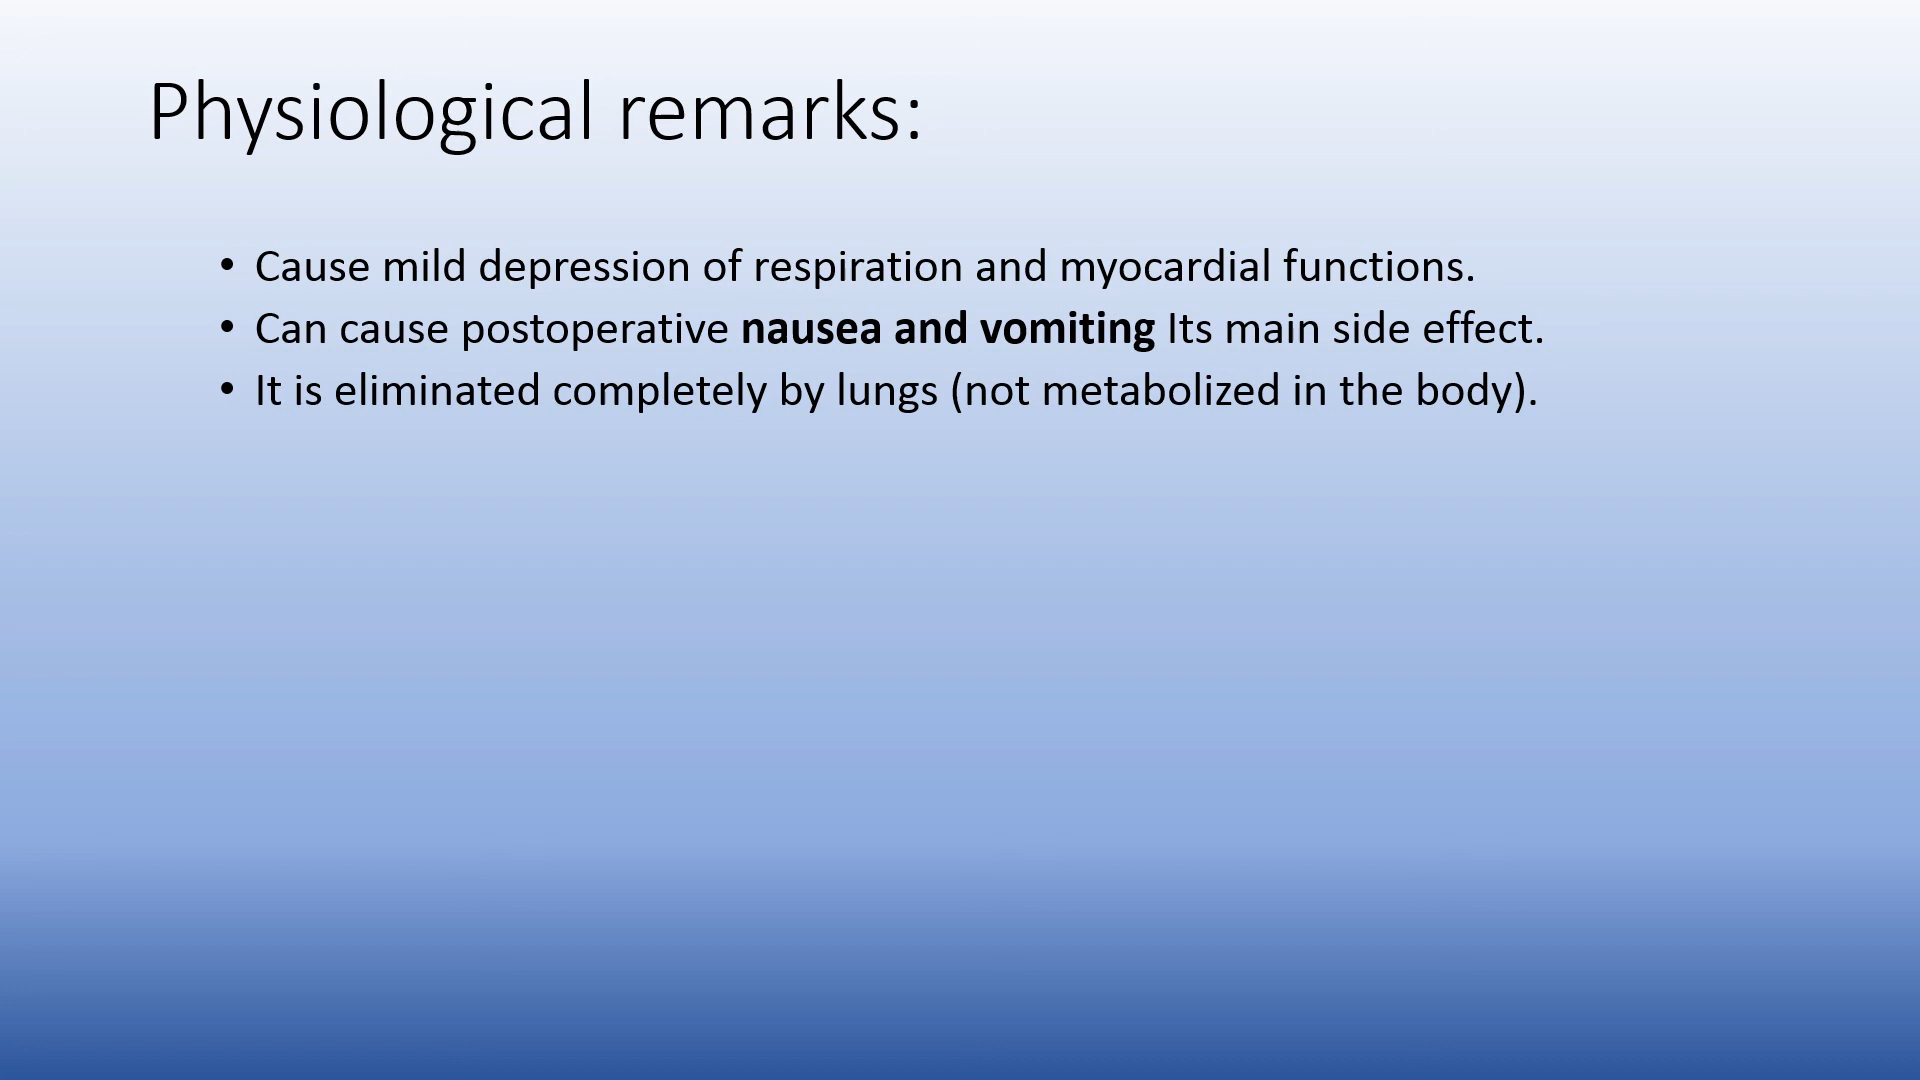 Physiological remarks:
• Cause mild depression of respiration and myocardial functions.
• Can cause postoperative nausea and vomiting Its main side effect.
• It is eliminated completely by lungs (not metabolized in the body).